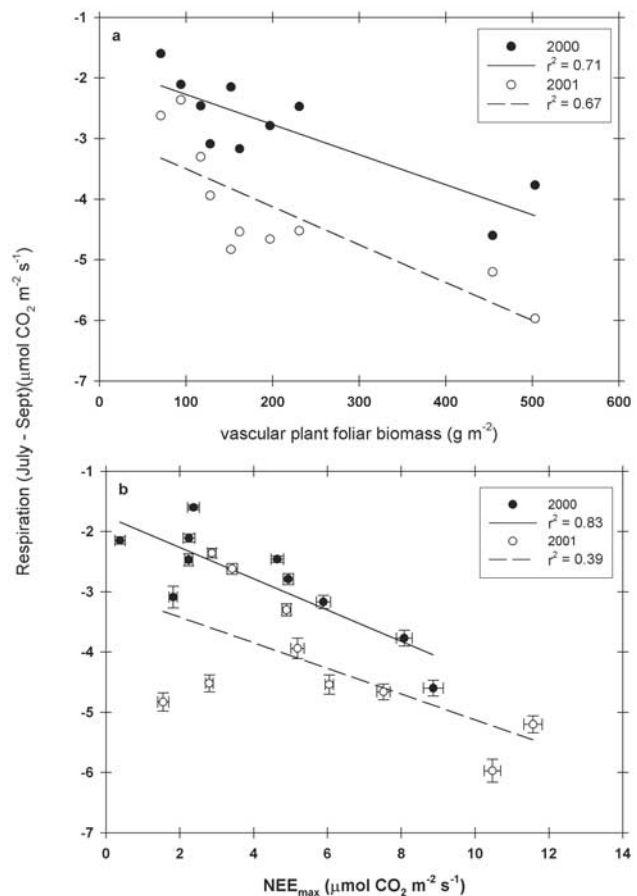 a
2000
r² = 0.71
2001
r² = 0.67
-1
-2
-3
-4
-5
-6
-7
0 100 200 300 400 500 600
vascular plant foliar biomass (g m⁻²)
Respiration (July - Sept)(μmol CO₂ m⁻² s⁻¹)
b
2000
r² = 0.83
2001
r² = 0.39
-1
-2
-3
-4
-5
-6
-7
0 2 4 6 8 10 12 14
NEEmax (μmol CO₂ m⁻² s⁻¹)